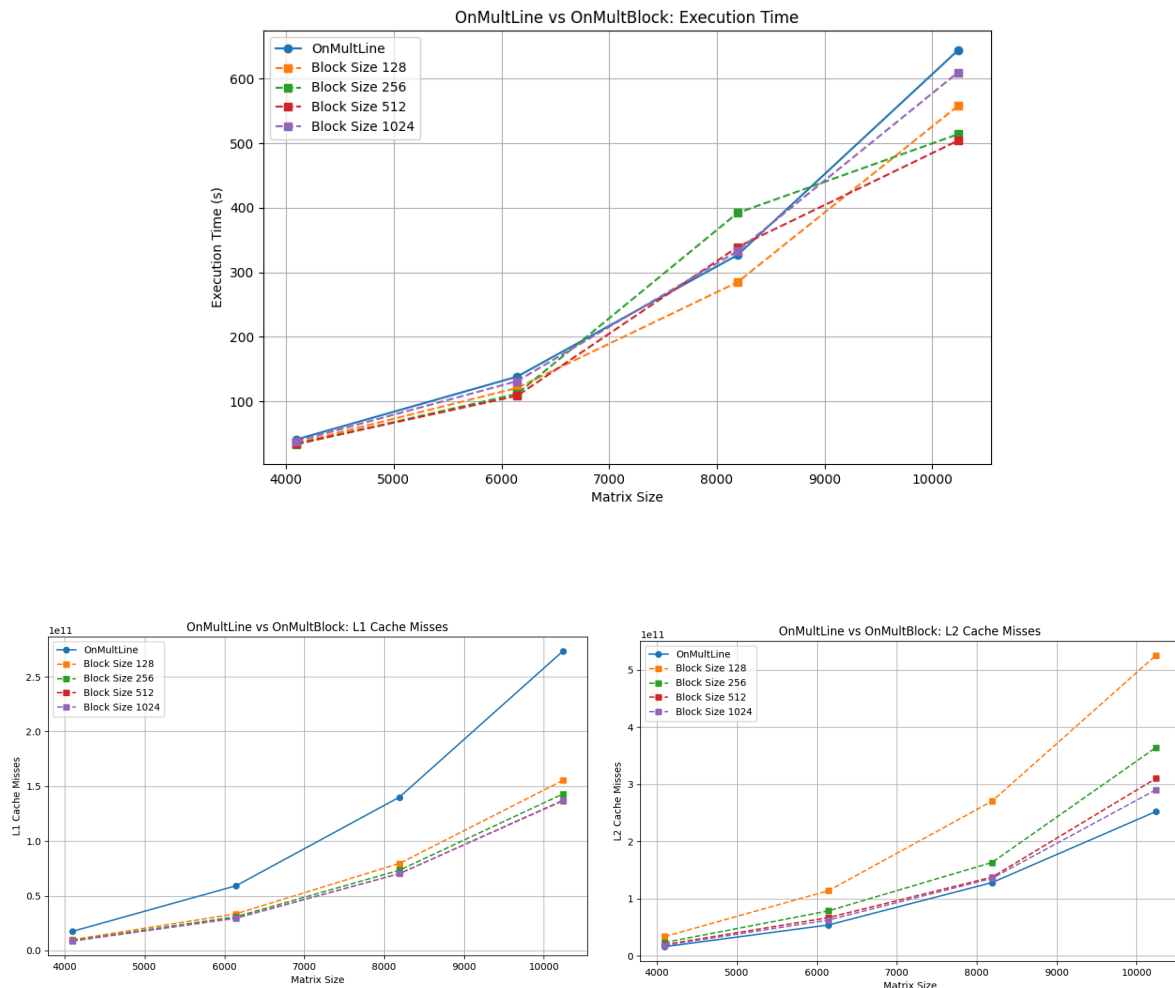 OnMultLine vs OnMultBlock: Execution Time
OnMultLine
Block Size 128
Block Size 256
Block Size 512
Block Size 1024
Execution Time (s)
600
500
400
300
200
100
4000 5000 6000 7000 8000 9000 10000
Matrix Size
OnMultLine vs OnMultBlock: L1 Cache Misses
1e11
OnMultLine
Block Size 128
Block Size 256
Block Size 512
Block Size 1024
L1 Cache Misses
2.5
2.0
1.5
1.0
0.5
0.0
4000 5000 6000 7000 8000 9000 10000
Matrix Size
OnMultLine vs OnMultBlock: L2 Cache Misses
1e11
OnMultLine
Block Size 128
Block Size 256
Block Size 512
Block Size 1024
L2 Cache Misses
5
4
3
2
1
0
4000 5000 6000 7000 8000 9000 10000
Matrix Size